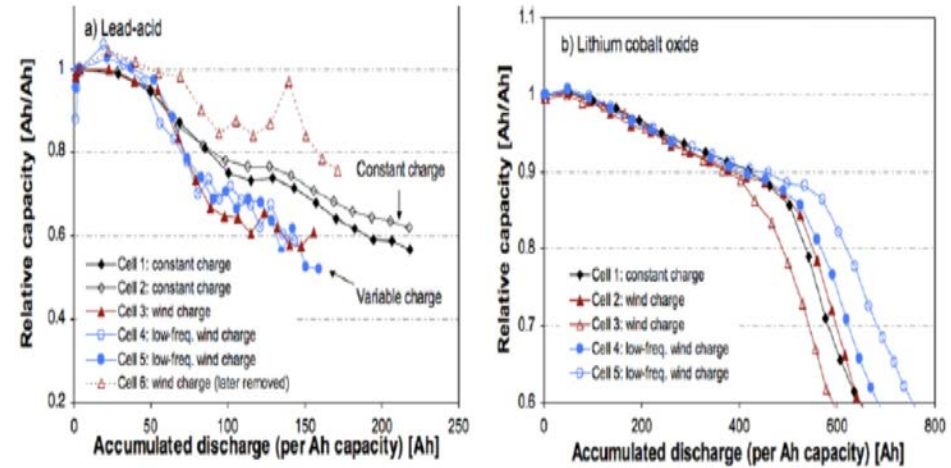 a) Lead-acid
Relative capacity [Ah/Ah]
1
0.8
0.6
0.4
0.2
Constant charge
Variable charge
Cell 1: constant charge
Cell 2: constant charge
Cell 3: wind charge
Cell 4: low-freq. wind charge
Cell 5: low-freq. wind charge
Cell 6: wind charge (later removed)
0 50 100 150 200 250
Accumulated discharge (per Ah capacity) [Ah]
b) Lithium cobalt oxide
Relative capacity [Ah/Ah]
1.1
1.0
0.9
0.8
0.7
0.6
Cell 1: constant charge
Cell 2: wind charge
Cell 3: wind charge
Cell 4: low-freq. wind charge
Cell 5: low-freq. wind charge
0 200 400 600 800
Accumulated discharge (per Ah capacity) [Ah]